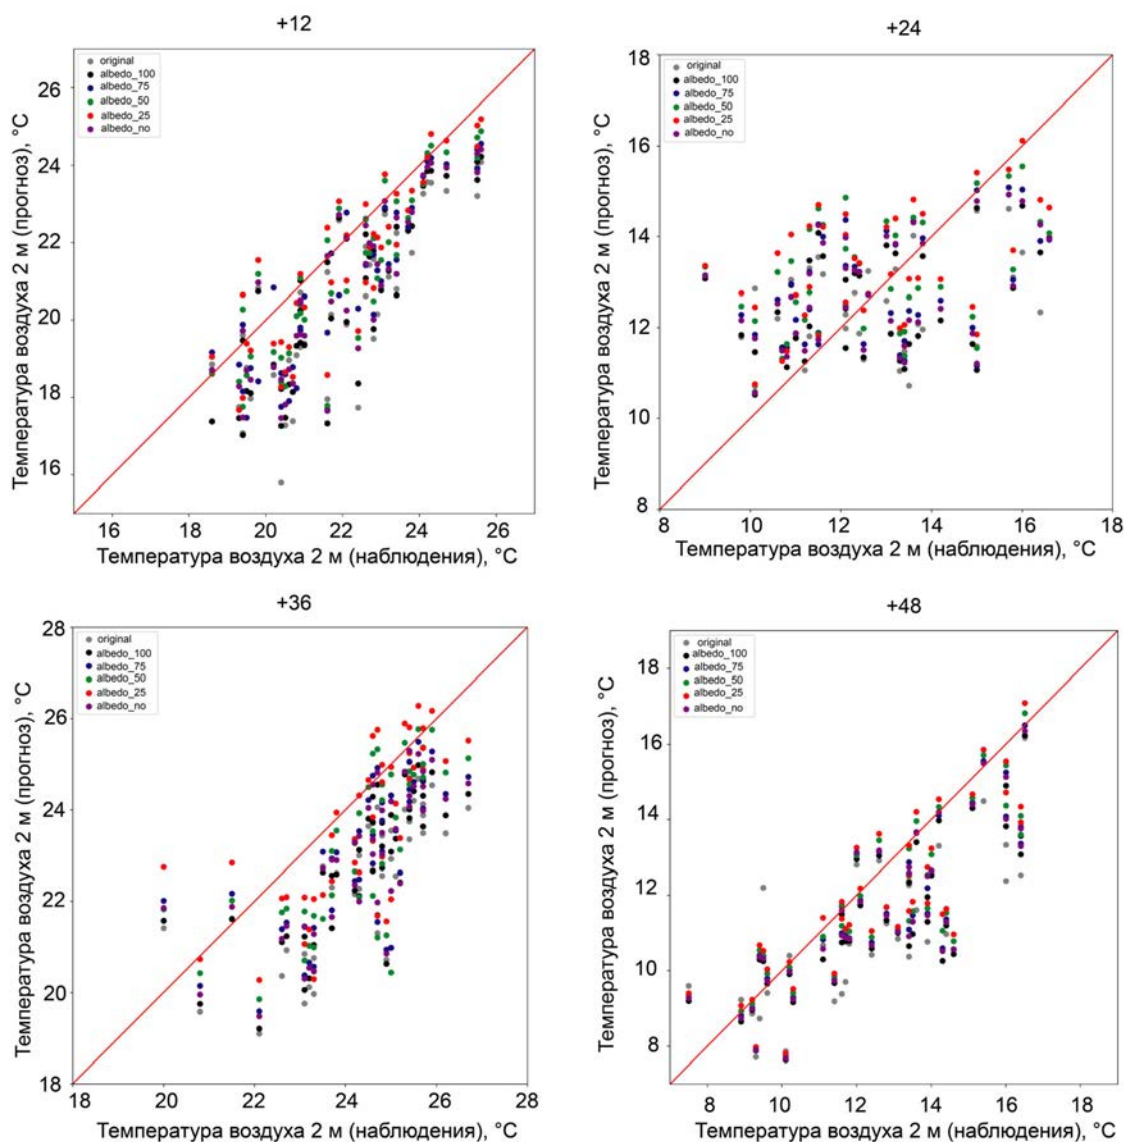 +12
26
24
22
20
18
16
original
albedo_100
albedo_75
albedo_50
albedo_25
albedo_no
Температура воздуха 2 м (прогноз), °C
16
18
20
22
24
26
Температура воздуха 2 м (наблюдения), °C
+24
18
16
14
12
10
8
original
albedo_100
albedo_75
albedo_50
albedo_25
albedo_no
Температура воздуха 2 м (прогноз), °C
8
10
12
14
16
18
Температура воздуха 2 м (наблюдения), °C
+36
28
26
24
22
20
18
original
albedo_100
albedo_75
albedo_50
albedo_25
albedo_no
Температура воздуха 2 м (прогноз), °C
18
20
22
24
26
28
Температура воздуха 2 м (наблюдения), °C
+48
18
16
14
12
10
8
original
albedo_100
albedo_75
albedo_50
albedo_25
albedo_no
Температура воздуха 2 м (прогноз), °C
8
10
12
14
16
18
Температура воздуха 2 м (наблюдения), °C